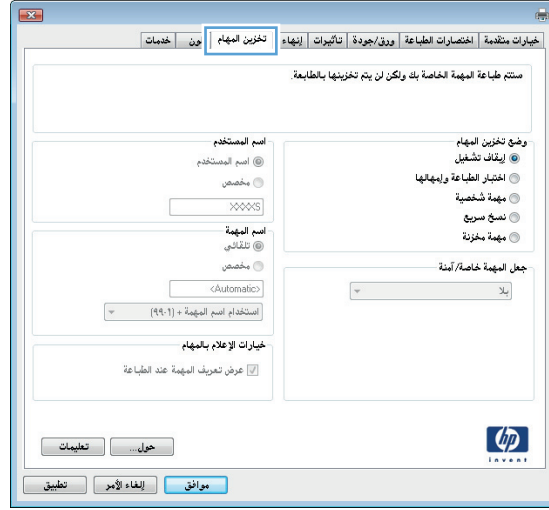 خيارات متقدمة
اختصارات الطباعة
ورق/جودة
تأثيرات
إنهاء
تخزين المهام
لون
خدمات
ستتم طباعة المهمة الخاصة بك ولكن لن يتم تخزينها بالطابعة.
وضع تخزين المهام
إيقاف تشغيل
اختبار الطباعة وإمهالها
مهمة شخصية
نسخ سريع
مهمة مخزنة
جعل المهمة خاصة/آمنة
بلا
اسم المستخدم
اسم المستخدم
مخصص
XXXXS
اسم المهمة
تلقائي
مخصص
<Automatic>
استخدام اسم المهمة + (٩٩-١)
خيارات الإعلام بالمهام
عرض تعريف المهمة عند الطباعة
hp
invent
حول...
تعليمات
موافق
إلغاء الأمر
تطبيق